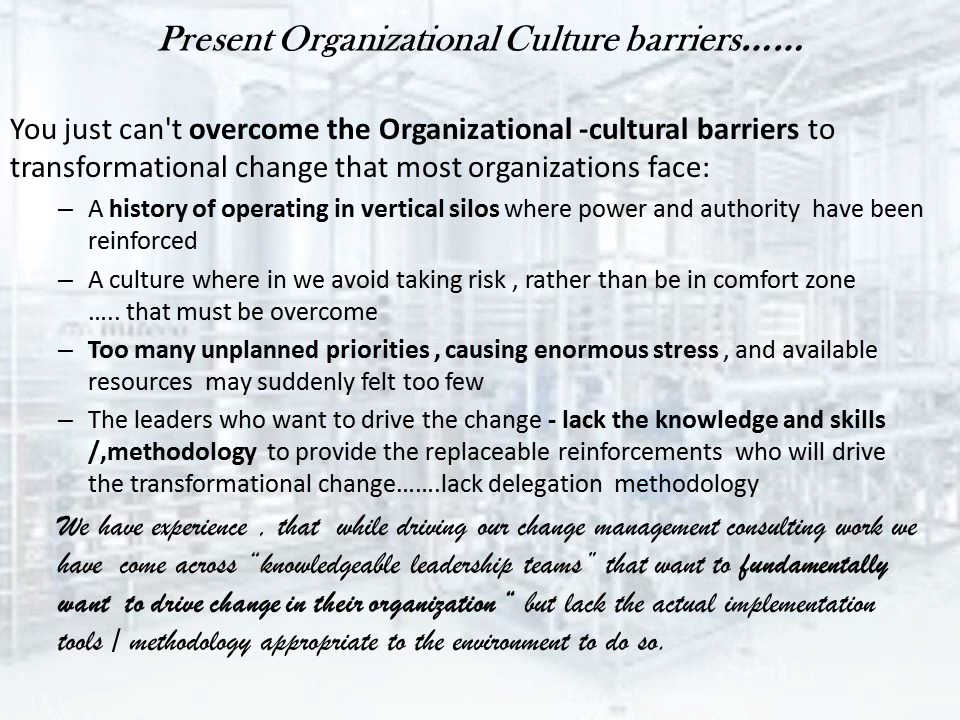 Present Organizational Culture barriers……
You just can't overcome the Organizational -cultural barriers to
transformational change that most organizations face:
– A history of operating in vertical silos where power and authority have been
reinforced
– A culture where in we avoid taking risk , rather than be in comfort zone
….. that must be overcome
– Too many unplanned priorities , causing enormous stress , and available
resources may suddenly felt too few
– The leaders who want to drive the change - lack the knowledge and skills
/,methodology to provide the replaceable reinforcements who will drive
the transformational change…….lack delegation methodology
We have experience , that while driving our change management consulting work we
have come across “knowledgeable leadership teams” that want to fundamentally
want to drive change in their organization “ but lack the actual implementation
tools / methodology appropriate to the environment to do so.